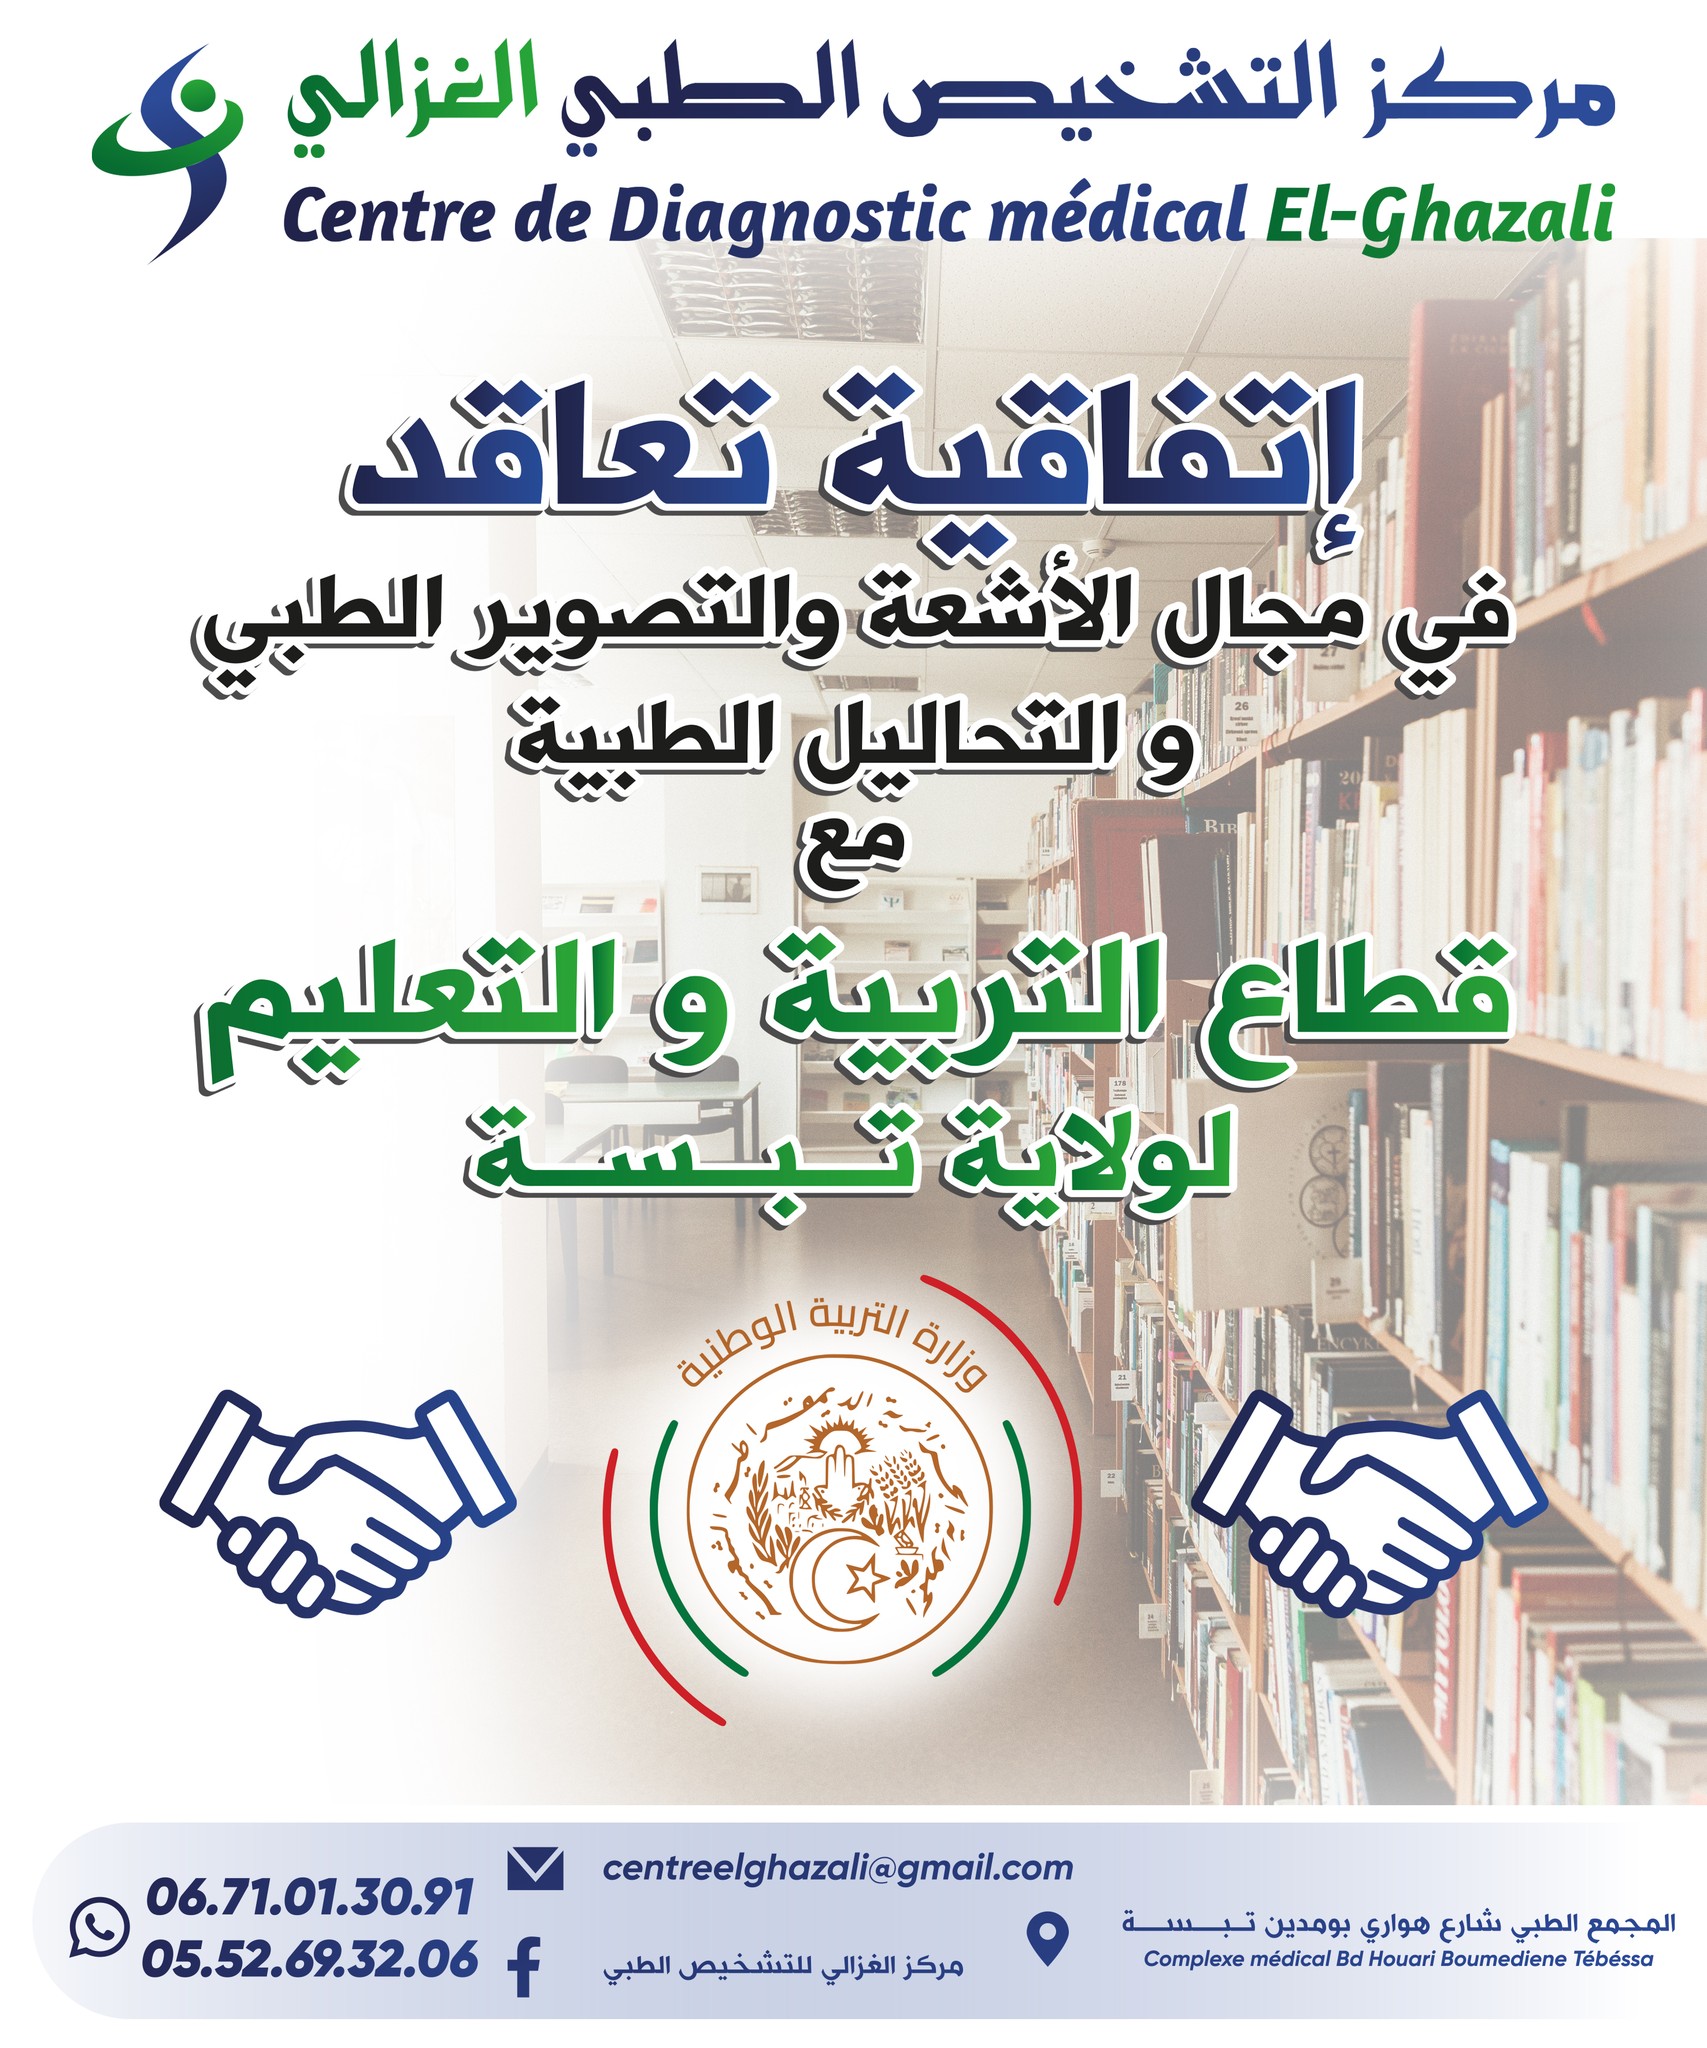 مركز التشخيص الطبي الغزالي
Centre de Diagnostic médical El-Ghazali
إتفاقية تعاقد
في مجال الأشعة والتصوير الطبي
و التحاليل الطبية
مع
قطاع التربية و التعليم
لولاية تـبـسـة
وزارة التربية الوطنية
06.71.01.30.91
05.52.69.32.06
centreelghazali@gmail.com
مركز الغزالي للتشخيص الطبي
المجمع الطبي شارع هواري بومدين تـبـسـة
Complexe médical Bd Houari Boumediene Tébéssa